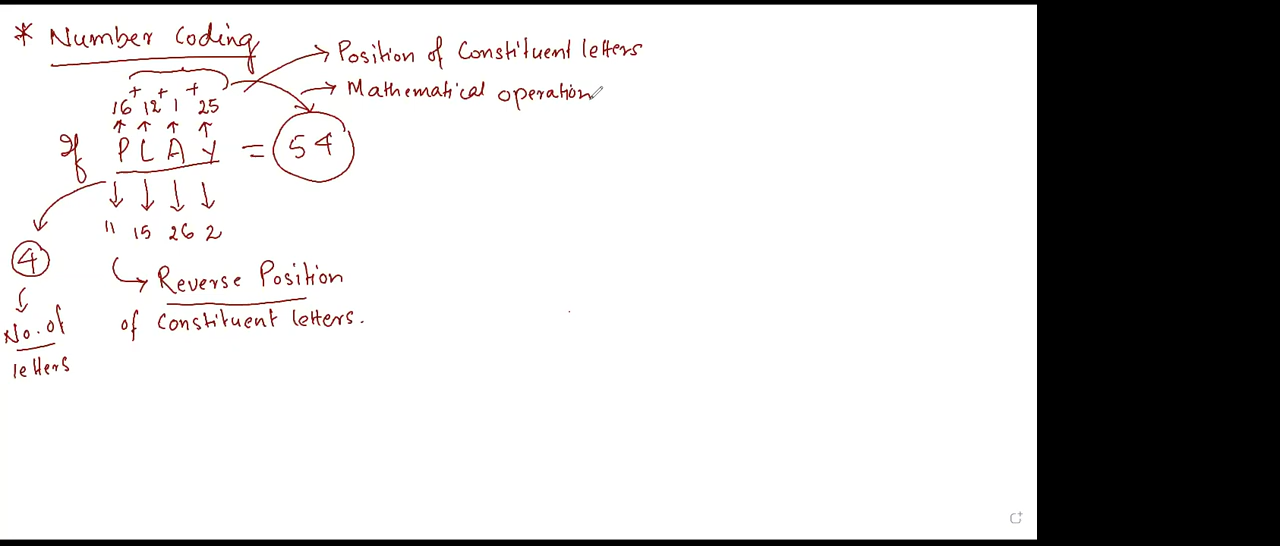 * Number Coding
→ Position of Constituent letters
→ Mathematical operation
+ + +
16 12 1 25
If PLAY = 54
11 15 26 2
4
↳ Reverse Position
of Constituent letters.
No. of
letters